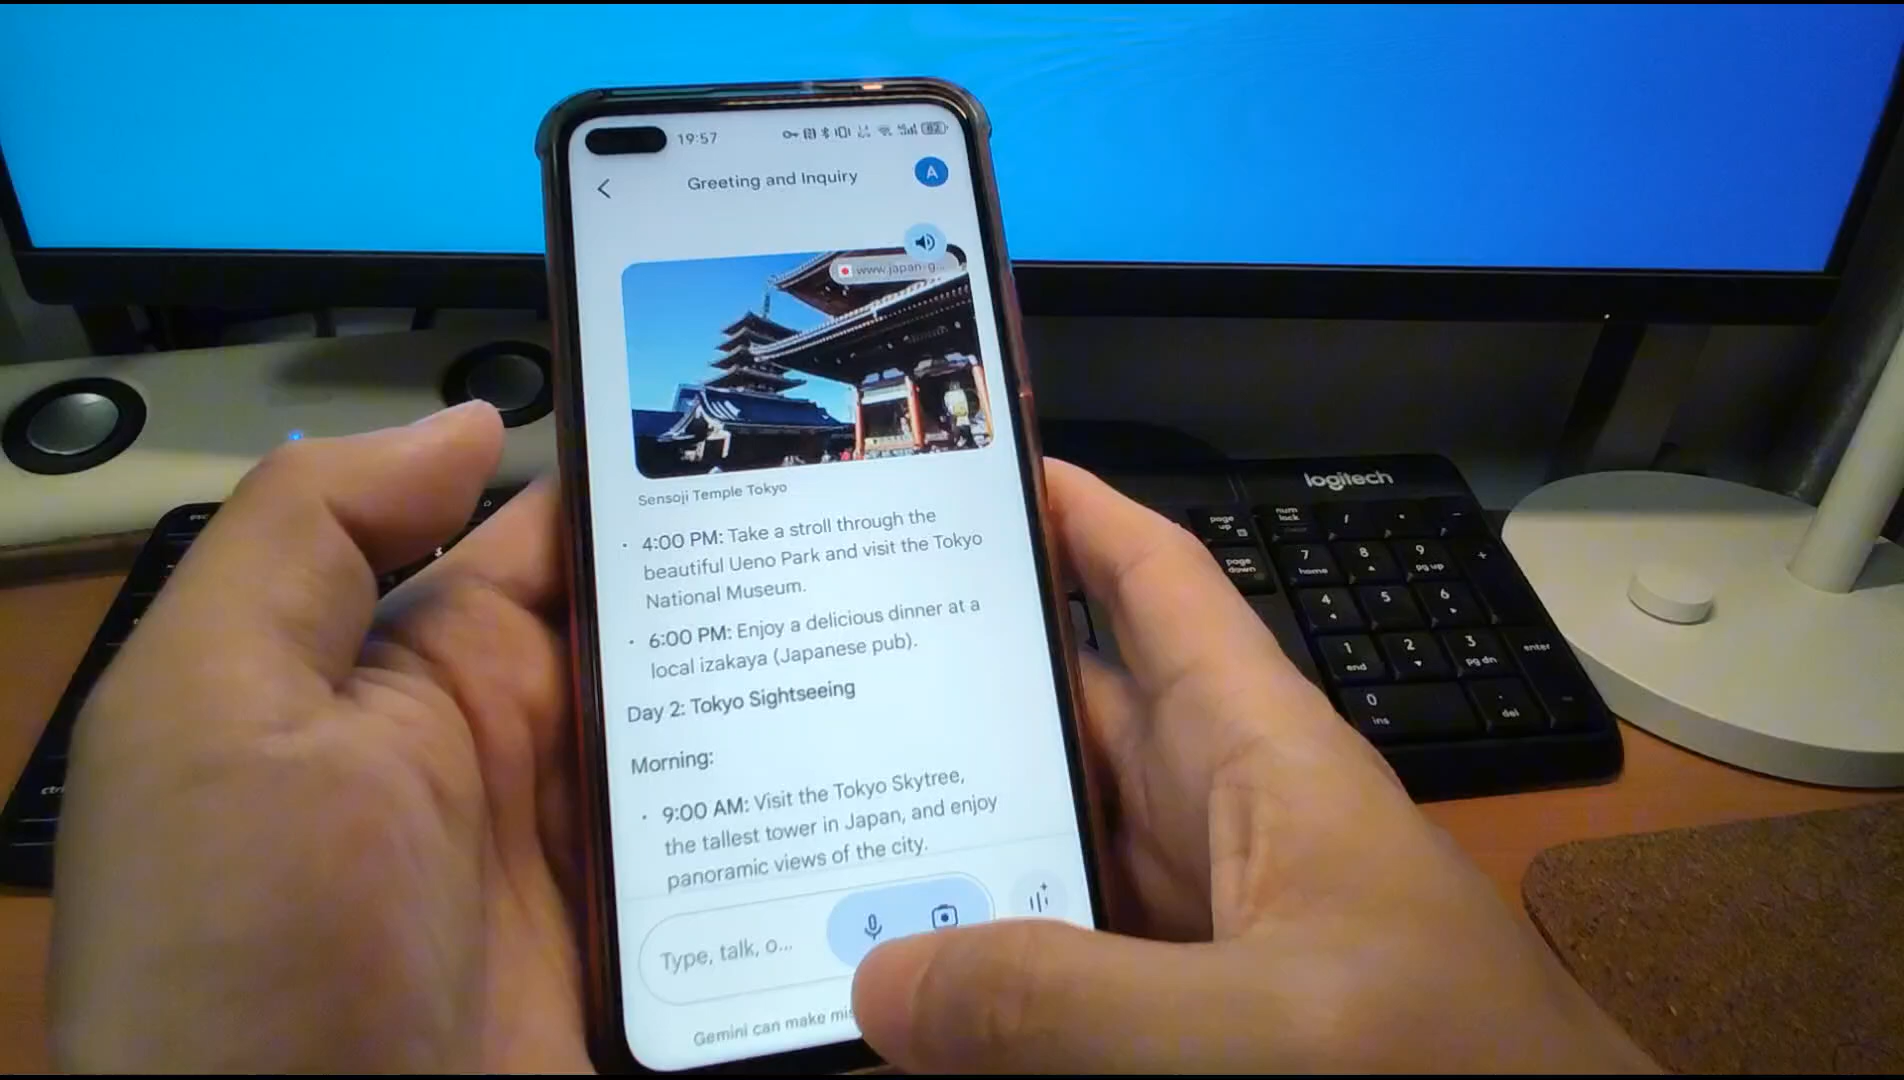 19:57
Greeting and Inquiry
A
www.japan-g...
Sensoji Temple Tokyo
• 4:00 PM: Take a stroll through the
beautiful Ueno Park and visit the Tokyo
National Museum.
• 6:00 PM: Enjoy a delicious dinner at a
local izakaya (Japanese pub).
Day 2: Tokyo Sightseeing
Morning:
• 9:00 AM: Visit the Tokyo Skytree,
the tallest tower in Japan, and enjoy
panoramic views of the city.
Type, talk, o...
Gemini can make mis
logitech
page up
num lock
/
-
page down
7 home
8
9 pg up
+
4
5
6
1 end
2
3 pg dn
enter
0 ins
. del
esc
ctrl